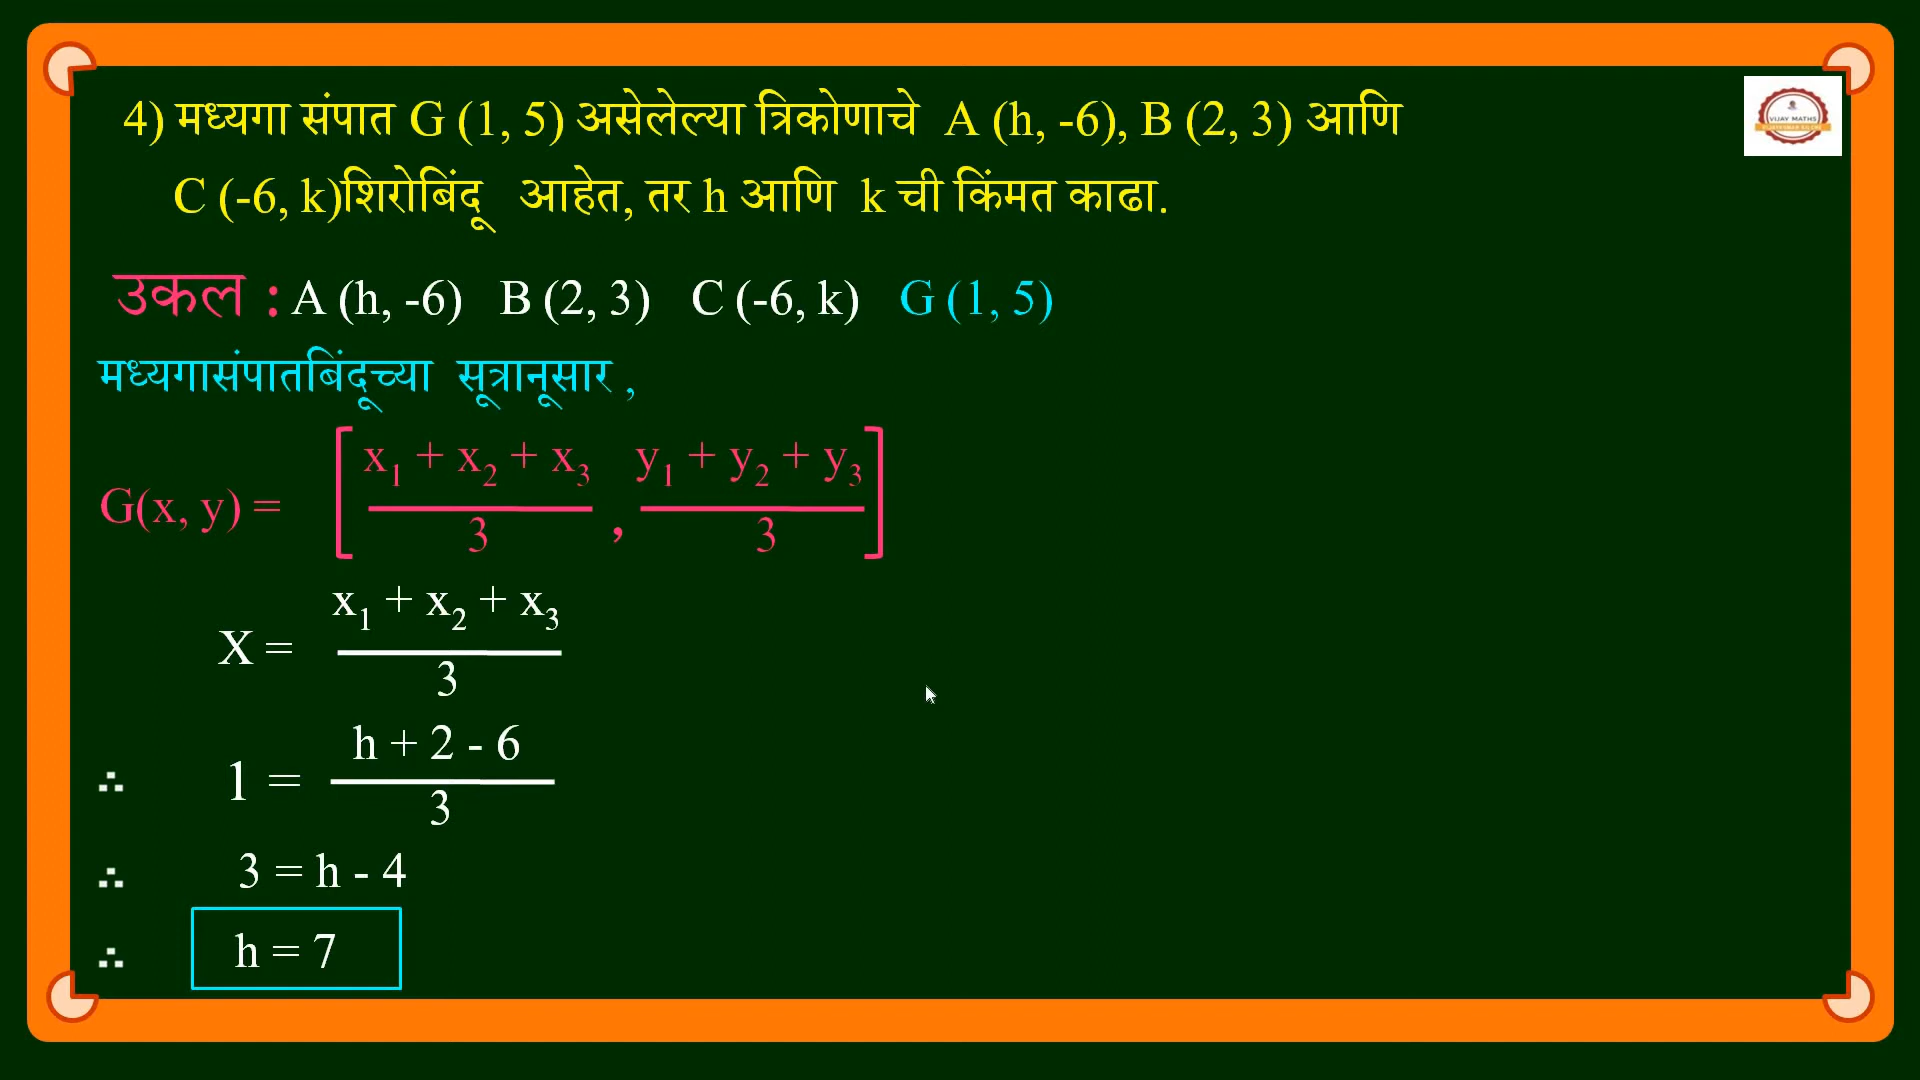 4) मध्यगा संपात G (1, 5) असेलेल्या त्रिकोणाचे A (h, -6), B (2, 3) आणि
C (-6, k)शिरोबिंदू आहेत, तर h आणि k ची किंमत काढा.
VIJAY MATHS
उकल : A (h, -6) B (2, 3) C (-6, k) G (1, 5)
मध्यगासंपातबिंदूच्या सूत्रानूसार ,
G(x, y) = [ x₁ + x₂ + x₃ / 3 , y₁ + y₂ + y₃ / 3 ]
X = x₁ + x₂ + x₃ / 3
∴ 1 = h + 2 - 6 / 3
∴ 3 = h - 4
∴ h = 7